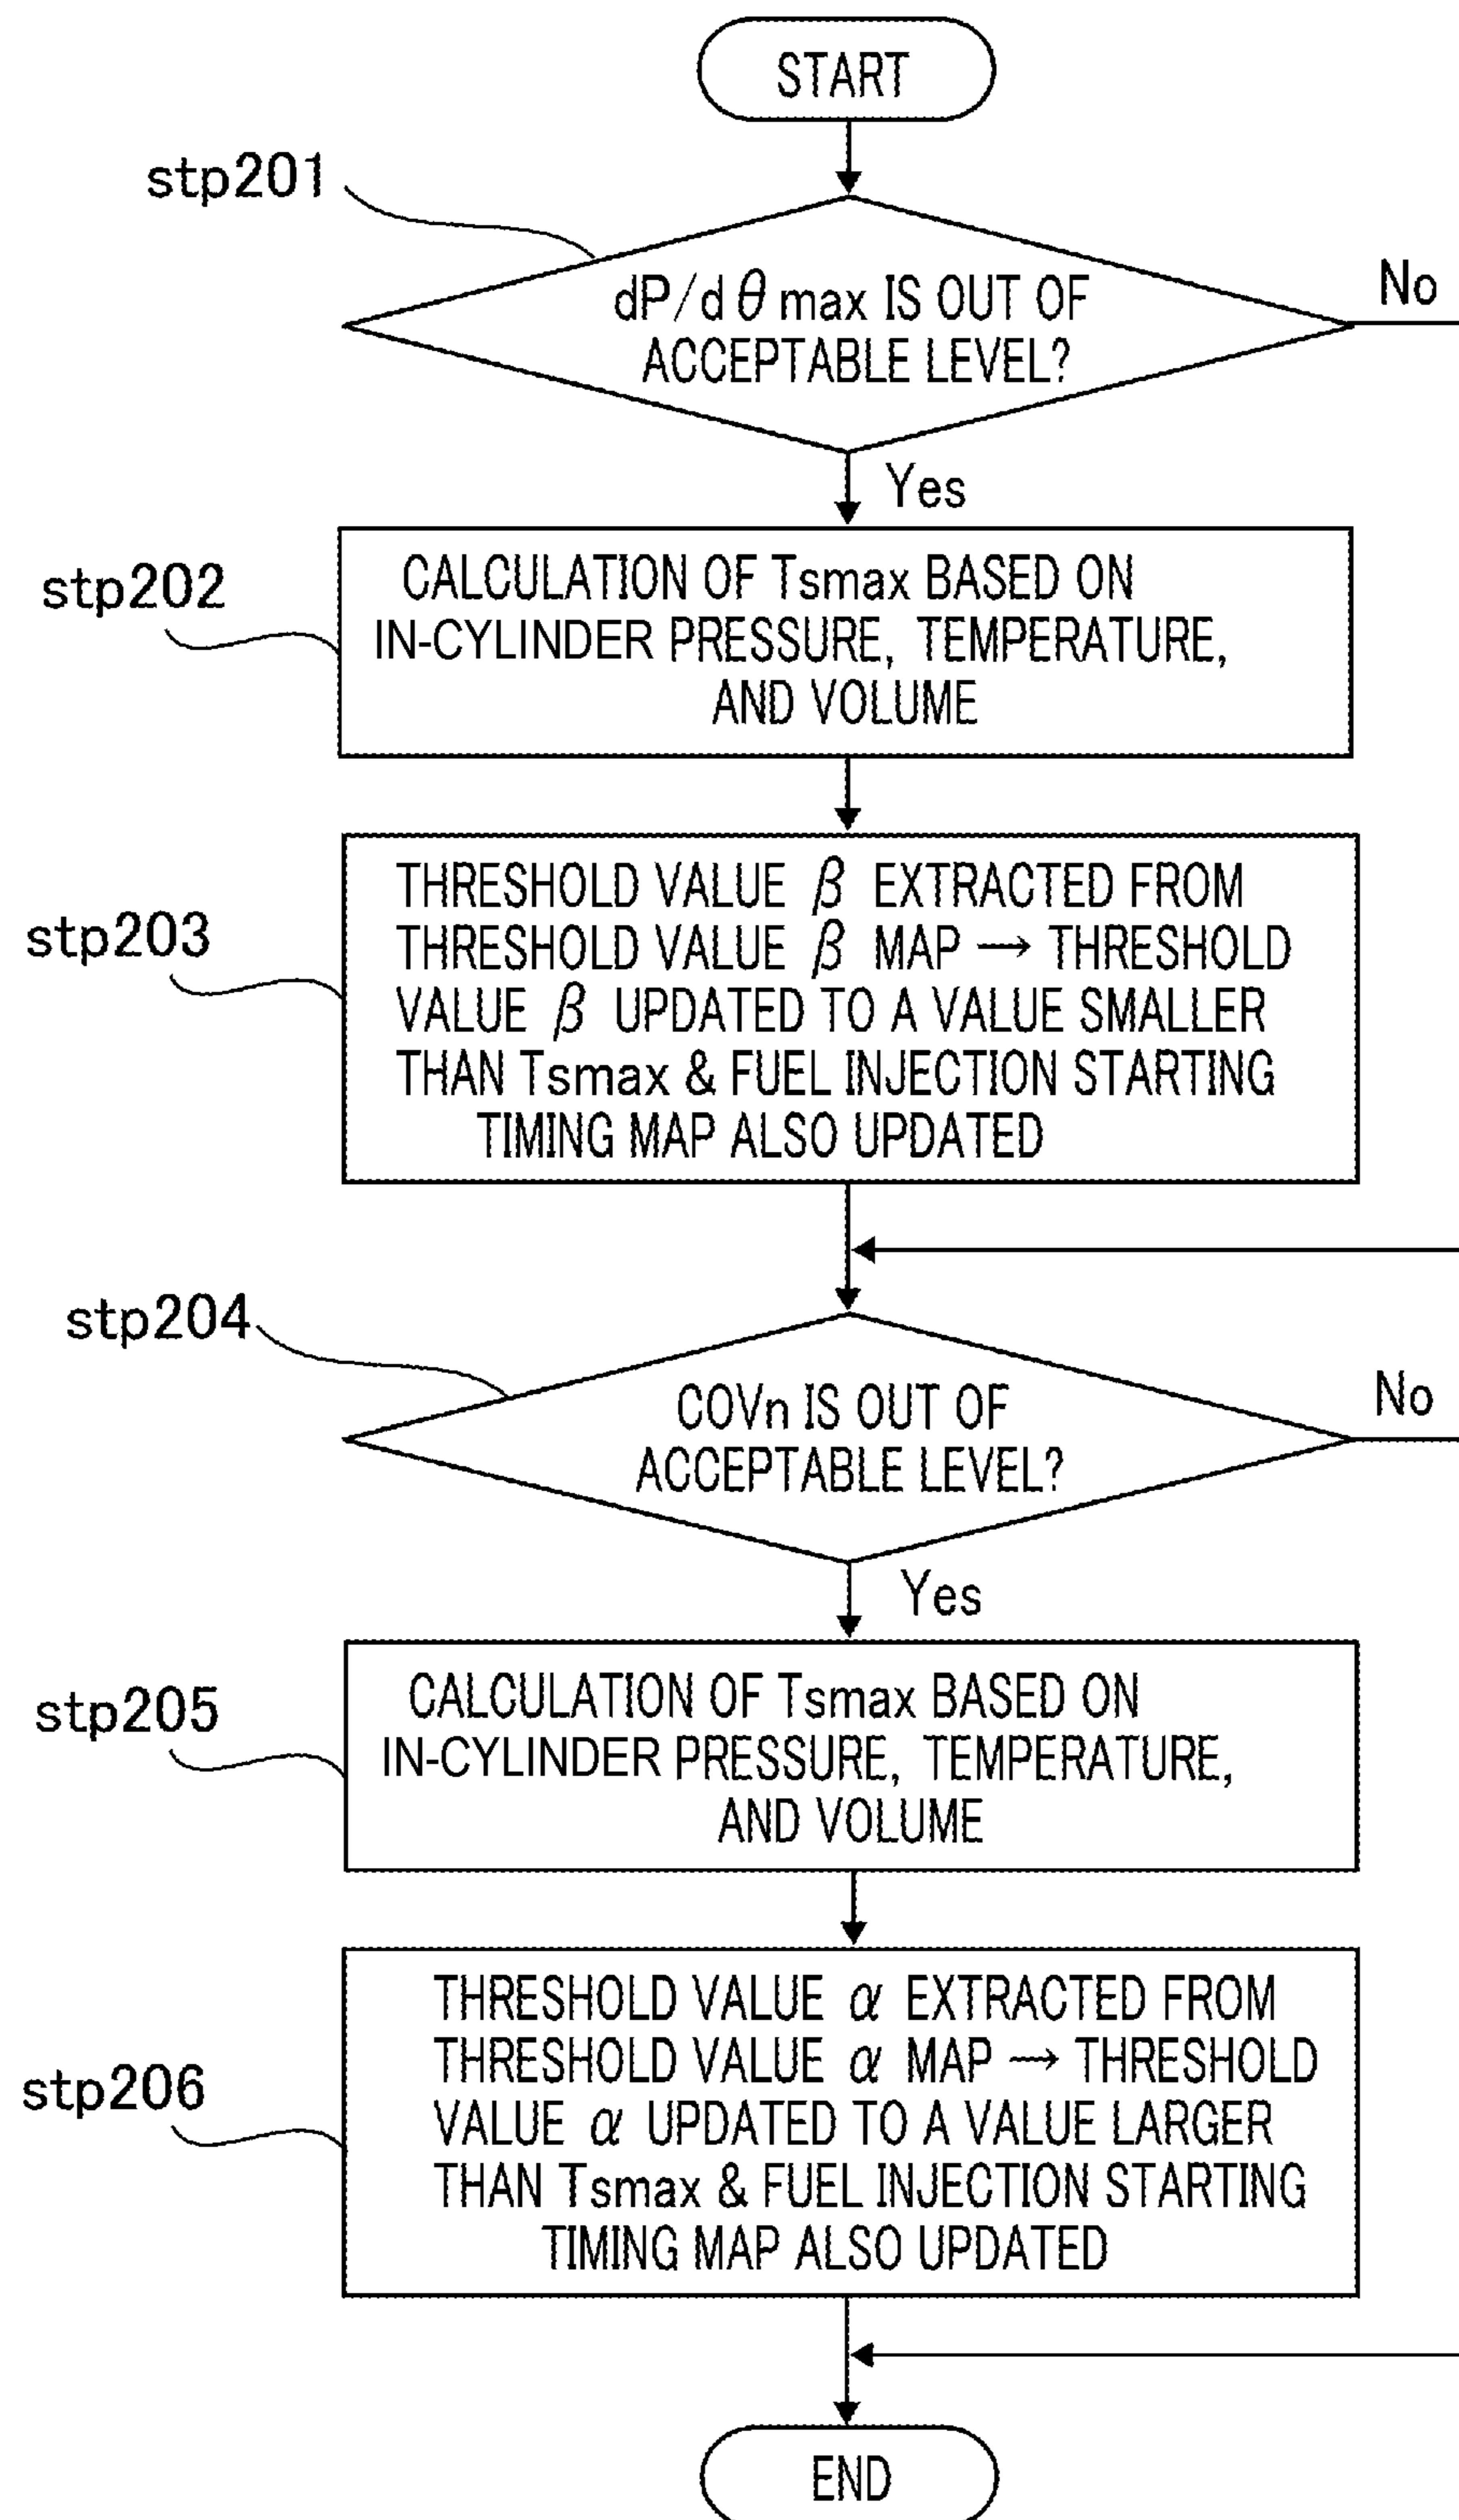 START
stp201
dP/dθmax IS OUT OF
ACCEPTABLE LEVEL?
No
Yes
stp202
CALCULATION OF Tsmax BASED ON
IN-CYLINDER PRESSURE, TEMPERATURE,
AND VOLUME
stp203
THRESHOLD VALUE β EXTRACTED FROM
THRESHOLD VALUE β MAP → THRESHOLD
VALUE β UPDATED TO A VALUE SMALLER
THAN Tsmax & FUEL INJECTION STARTING
TIMING MAP ALSO UPDATED
stp204
COVn IS OUT OF
ACCEPTABLE LEVEL?
No
Yes
stp205
CALCULATION OF Tsmax BASED ON
IN-CYLINDER PRESSURE, TEMPERATURE,
AND VOLUME
stp206
THRESHOLD VALUE α EXTRACTED FROM
THRESHOLD VALUE α MAP → THRESHOLD
VALUE α UPDATED TO A VALUE LARGER
THAN Tsmax & FUEL INJECTION STARTING
TIMING MAP ALSO UPDATED
END